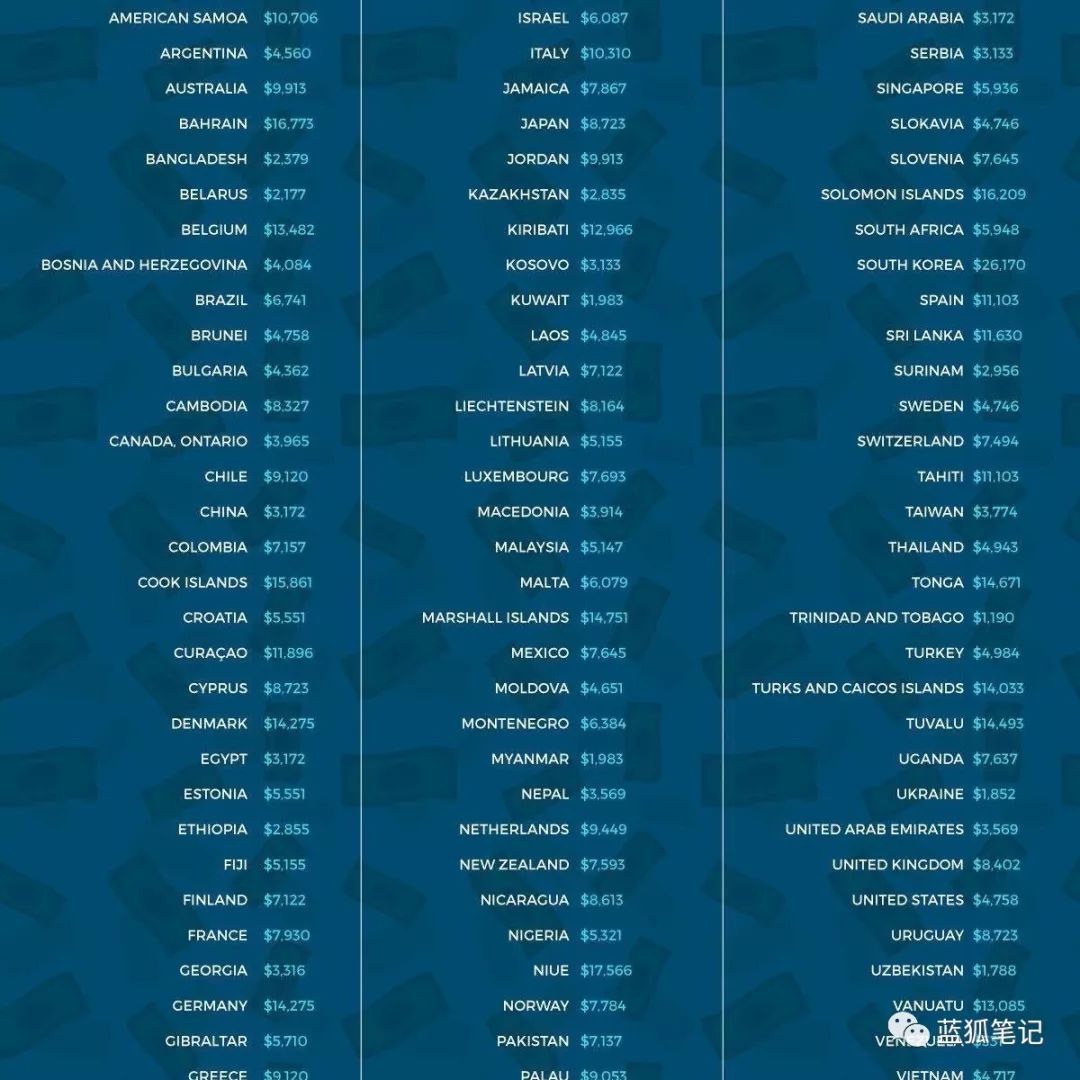 AMERICAN SAMOA $10,706
ARGENTINA $4,560
AUSTRALIA $9,913
BAHRAIN $16,773
BANGLADESH $2,379
BELARUS $2,177
BELGIUM $13,482
BOSNIA AND HERZEGOVINA $4,084
BRAZIL $6,741
BRUNEI $4,758
BULGARIA $4,362
CAMBODIA $8,327
CANADA, ONTARIO $3,965
CHILE $9,120
CHINA $3,172
COLOMBIA $7,157
COOK ISLANDS $15,861
CROATIA $5,551
CURAÇAO $11,896
CYPRUS $8,723
DENMARK $14,275
EGYPT $3,172
ESTONIA $5,551
ETHIOPIA $2,855
FIJI $5,155
FINLAND $7,122
FRANCE $7,930
GEORGIA $3,316
GERMANY $14,275
GIBRALTAR $5,710
GREECE $9,120
ISRAEL $6,087
ITALY $10,310
JAMAICA $7,867
JAPAN $8,723
JORDAN $9,913
KAZAKHSTAN $2,835
KIRIBATI $12,966
KOSOVO $3,133
KUWAIT $1,983
LAOS $4,845
LATVIA $7,122
LIECHTENSTEIN $8,164
LITHUANIA $5,155
LUXEMBOURG $7,693
MACEDONIA $3,914
MALAYSIA $5,147
MALTA $6,079
MARSHALL ISLANDS $14,751
MEXICO $7,645
MOLDOVA $4,651
MONTENEGRO $6,384
MYANMAR $1,983
NEPAL $3,569
NETHERLANDS $9,449
NEW ZEALAND $7,593
NICARAGUA $8,613
NIGERIA $5,321
NIUE $17,566
NORWAY $7,784
PAKISTAN $7,137
PALAU $9,053
SAUDI ARABIA $3,172
SERBIA $3,133
SINGAPORE $5,936
SLOKAVIA $4,746
SLOVENIA $7,645
SOLOMON ISLANDS $16,209
SOUTH AFRICA $5,948
SOUTH KOREA $26,170
SPAIN $11,103
SRI LANKA $11,630
SURINAM $2,956
SWEDEN $4,746
SWITZERLAND $7,494
TAHITI $11,103
TAIWAN $3,774
THAILAND $4,943
TONGA $14,671
TRINIDAD AND TOBAGO $1,190
TURKEY $4,984
TURKS AND CAICOS ISLANDS $14,033
TUVALU $14,493
UGANDA $7,637
UKRAINE $1,852
UNITED ARAB EMIRATES $3,569
UNITED KINGDOM $8,402
UNITED STATES $4,758
URUGUAY $8,723
UZBEKISTAN $1,788
VANUATU $13,085
VENEZUELA
VIETNAM $4,717
蓝狐笔记